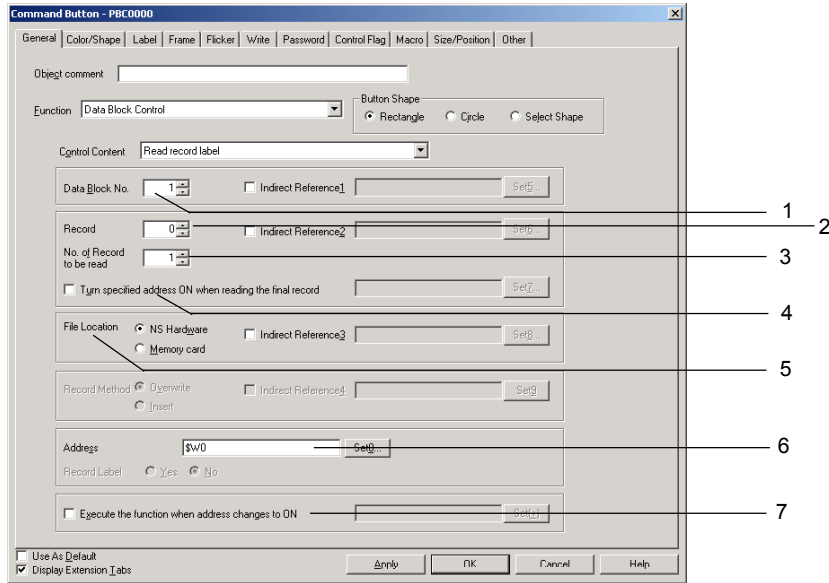 Command Button - PBC0000
General Color/Shape Label Frame Flicker Write Password Control Flag Macro Size/Position Other
Object comment
Function Data Block Control
Button Shape
Rectangle Circle Select Shape
Control Content Read record label
Data Block No. 1 Indirect Reference1 Set5...
1
Record 0 Indirect Reference2 Set6...
2
No. of Record
to be read 1
3
Turn specified address ON when reading the final record Set7...
4
File Location NS Hardware Indirect Reference3 Set8...
Memory card
5
Record Method Overwrite Indirect Reference4 Set9
Insert
Address $W0 Set0...
6
Record Label Yes No
Execute the function when address changes to ON Set(+)
7
Use As Default
Display Extension Tabs
Apply OK Cancel Help